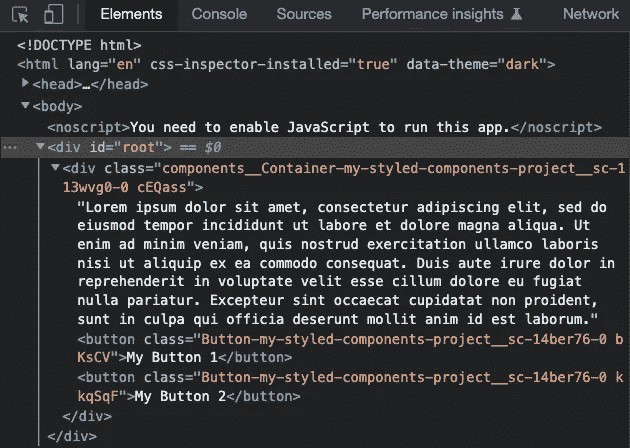 Elements Console Sources Performance insights Network
<!DOCTYPE html>
<html lang="en" css-inspector-installed="true" data-theme="dark">
<head>…</head>
<body>
<noscript>You need to enable JavaScript to run this app.</noscript>
… <div id="root"> == $0
<div class="components__Container-my-styled-components-project__sc-1
13wvg0-0 cEQass">
"Lorem ipsum dolor sit amet, consectetur adipiscing elit, sed do
eiusmod tempor incididunt ut labore et dolore magna aliqua. Ut
enim ad minim veniam, quis nostrud exercitation ullamco laboris
nisi ut aliquip ex ea commodo consequat. Duis aute irure dolor in
reprehenderit in voluptate velit esse cillum dolore eu fugiat
nulla pariatur. Excepteur sint occaecat cupidatat non proident,
sunt in culpa qui officia deserunt mollit anim id est laborum."
<button class="Button-my-styled-components-project__sc-14ber76-0 b
KsCV">My Button 1</button>
<button class="Button-my-styled-components-project__sc-14ber76-0 k
kqSqF">My Button 2</button>
</div>
</div>